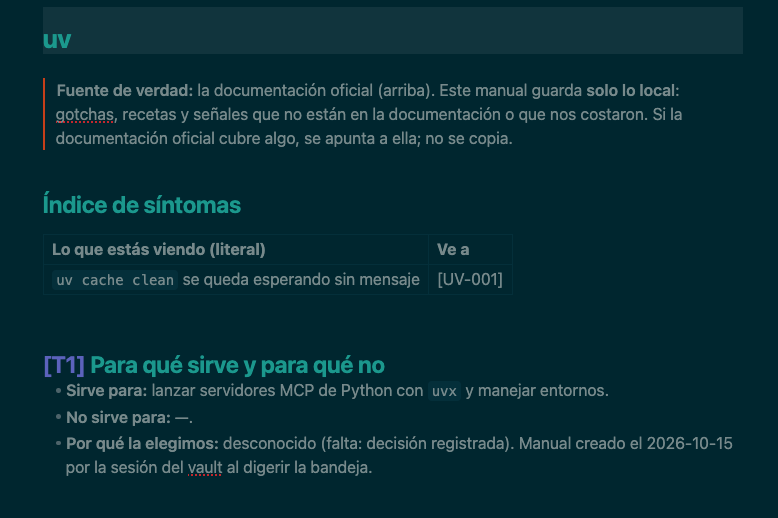 uv
Fuente de verdad: la documentación oficial (arriba). Este manual guarda solo lo local:
gotchas, recetas y señales que no están en la documentación o que nos costaron. Si la
documentación oficial cubre algo, se apunta a ella; no se copia.
Índice de síntomas
Lo que estás viendo (literal) Ve a
uv cache clean se queda esperando sin mensaje [UV-001]
[T1] Para qué sirve y para qué no
• Sirve para: lanzar servidores MCP de Python con uvx y manejar entornos.
• No sirve para: —.
• Por qué la elegimos: desconocido (falta: decisión registrada). Manual creado el 2026-10-15
por la sesión del vault al digerir la bandeja.